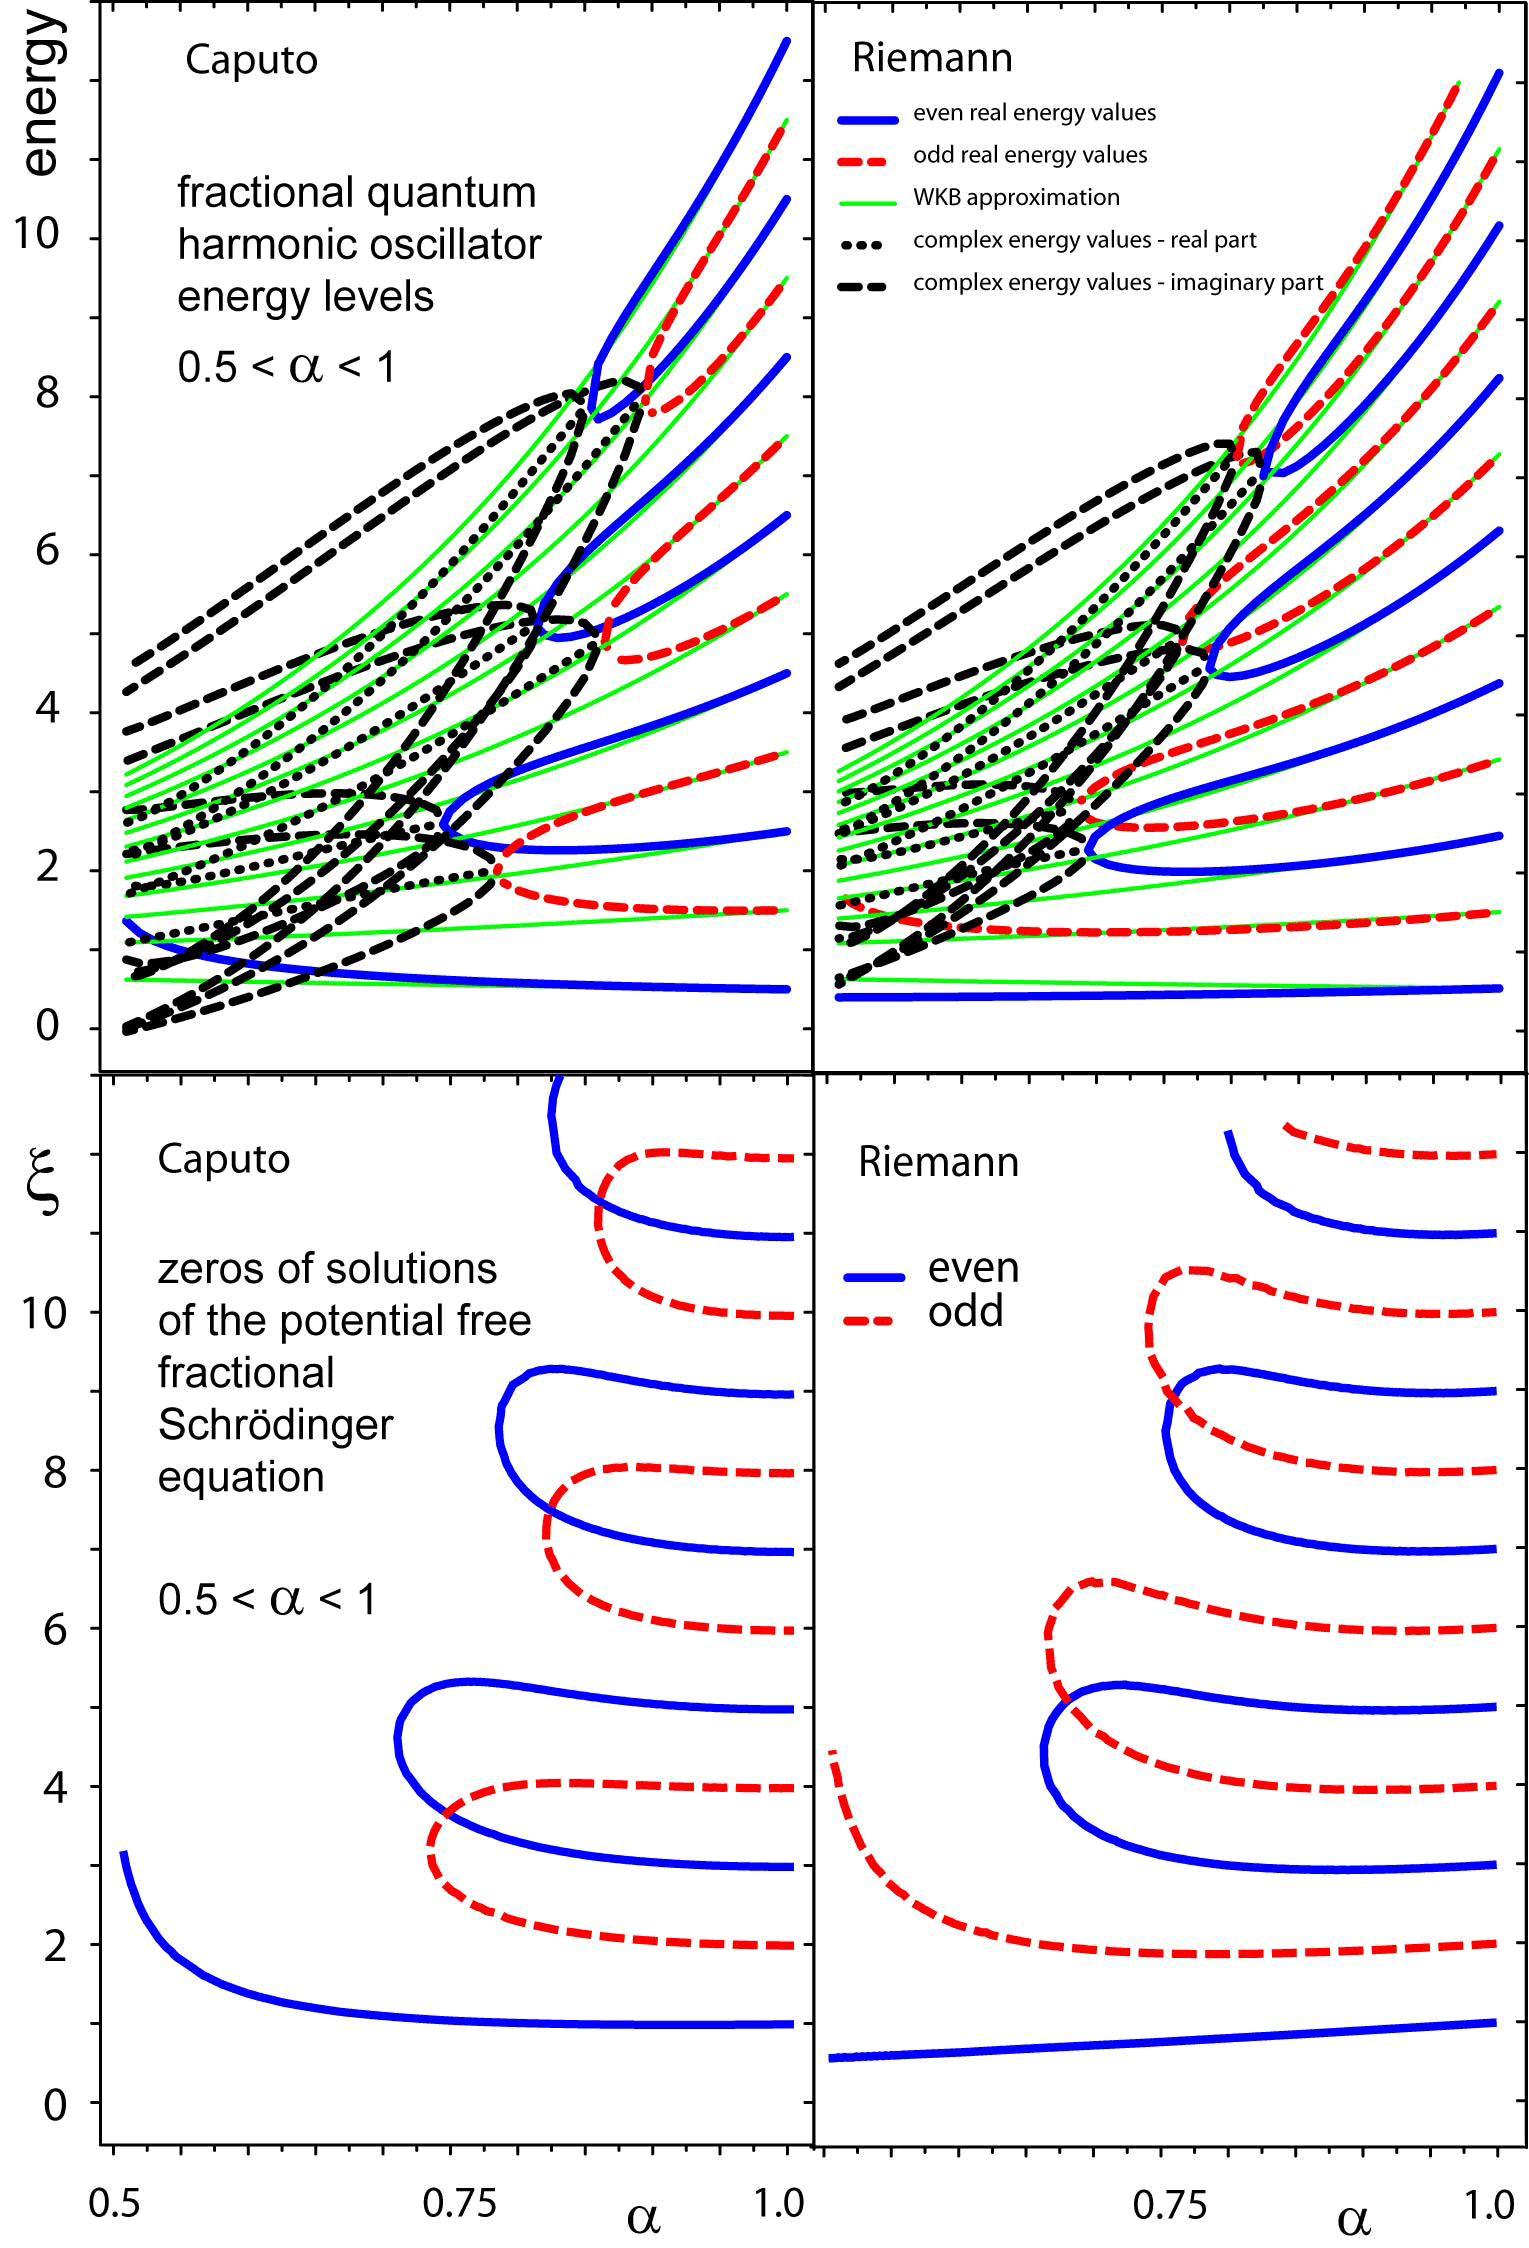 energy
Caputo
fractional quantum
harmonic oscillator
energy levels
0.5 < α < 1
10
8
6
4
2
0
Riemann
even real energy values
odd real energy values
WKB approximation
complex energy values - real part
complex energy values - imaginary part
ξ
Caputo
zeros of solutions
of the potential free
fractional
Schrödinger
equation
0.5 < α < 1
10
8
6
4
2
0
Riemann
even
odd
0.5 0.75 α 1.0
0.75 α 1.0